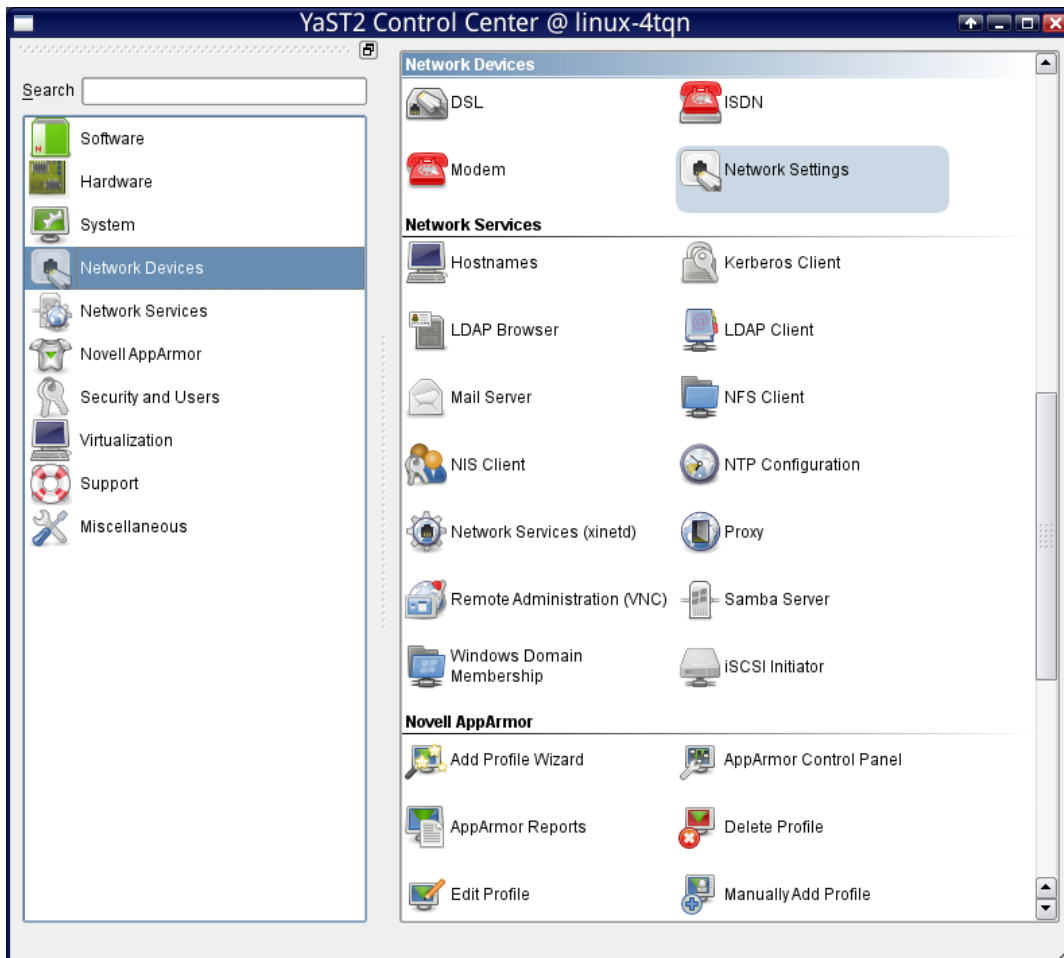 YaST2 Control Center @ linux-4tqn
Search
Software
Hardware
System
Network Devices
Network Services
Novell AppArmor
Security and Users
Virtualization
Support
Miscellaneous
Network Devices
DSL
ISDN
Modem
Network Settings
Network Services
Hostnames
Kerberos Client
LDAP Browser
LDAP Client
Mail Server
NFS Client
NIS Client
NTP Configuration
Network Services (xinetd)
Proxy
Remote Administration (VNC)
Samba Server
Windows Domain
Membership
iSCSI Initiator
Novell AppArmor
Add Profile Wizard
AppArmor Control Panel
AppArmor Reports
Delete Profile
Edit Profile
Manually Add Profile